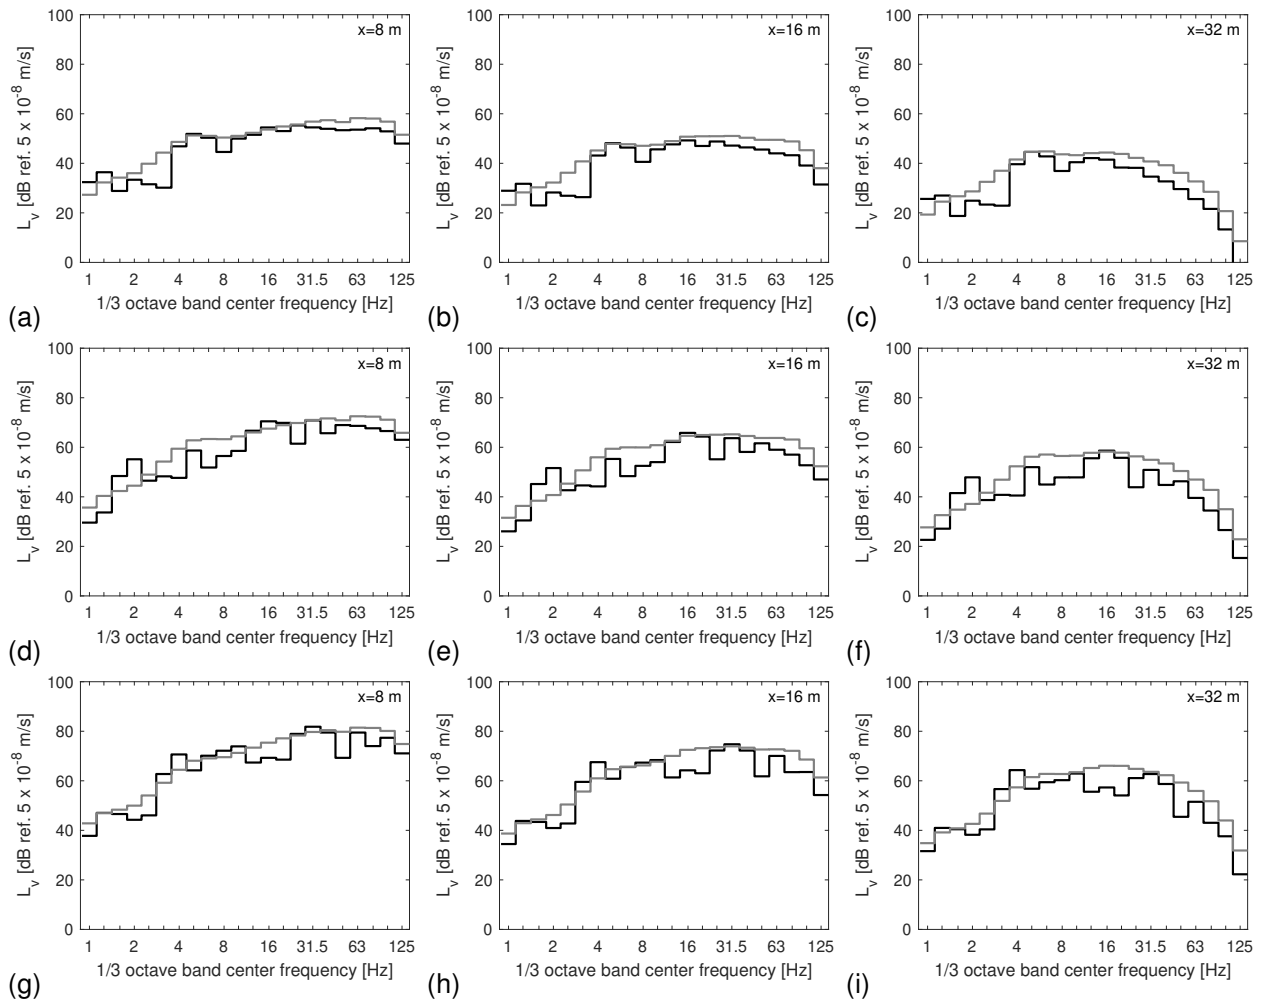 100
80
60
40
20
0
L_v [dB ref. 5 x 10^-8 m/s]
x=8 m
1 2 4 8 16 31.5 63 125
1/3 octave band center frequency [Hz]
(a)
100
80
60
40
20
0
L_v [dB ref. 5 x 10^-8 m/s]
x=16 m
1 2 4 8 16 31.5 63 125
1/3 octave band center frequency [Hz]
(b)
100
80
60
40
20
0
L_v [dB ref. 5 x 10^-8 m/s]
x=32 m
1 2 4 8 16 31.5 63 125
1/3 octave band center frequency [Hz]
(c)
100
80
60
40
20
0
L_v [dB ref. 5 x 10^-8 m/s]
x=8 m
1 2 4 8 16 31.5 63 125
1/3 octave band center frequency [Hz]
(d)
100
80
60
40
20
0
L_v [dB ref. 5 x 10^-8 m/s]
x=16 m
1 2 4 8 16 31.5 63 125
1/3 octave band center frequency [Hz]
(e)
100
80
60
40
20
0
L_v [dB ref. 5 x 10^-8 m/s]
x=32 m
1 2 4 8 16 31.5 63 125
1/3 octave band center frequency [Hz]
(f)
100
80
60
40
20
0
L_v [dB ref. 5 x 10^-8 m/s]
x=8 m
1 2 4 8 16 31.5 63 125
1/3 octave band center frequency [Hz]
(g)
100
80
60
40
20
0
L_v [dB ref. 5 x 10^-8 m/s]
x=16 m
1 2 4 8 16 31.5 63 125
1/3 octave band center frequency [Hz]
(h)
100
80
60
40
20
0
L_v [dB ref. 5 x 10^-8 m/s]
x=32 m
1 2 4 8 16 31.5 63 125
1/3 octave band center frequency [Hz]
(i)